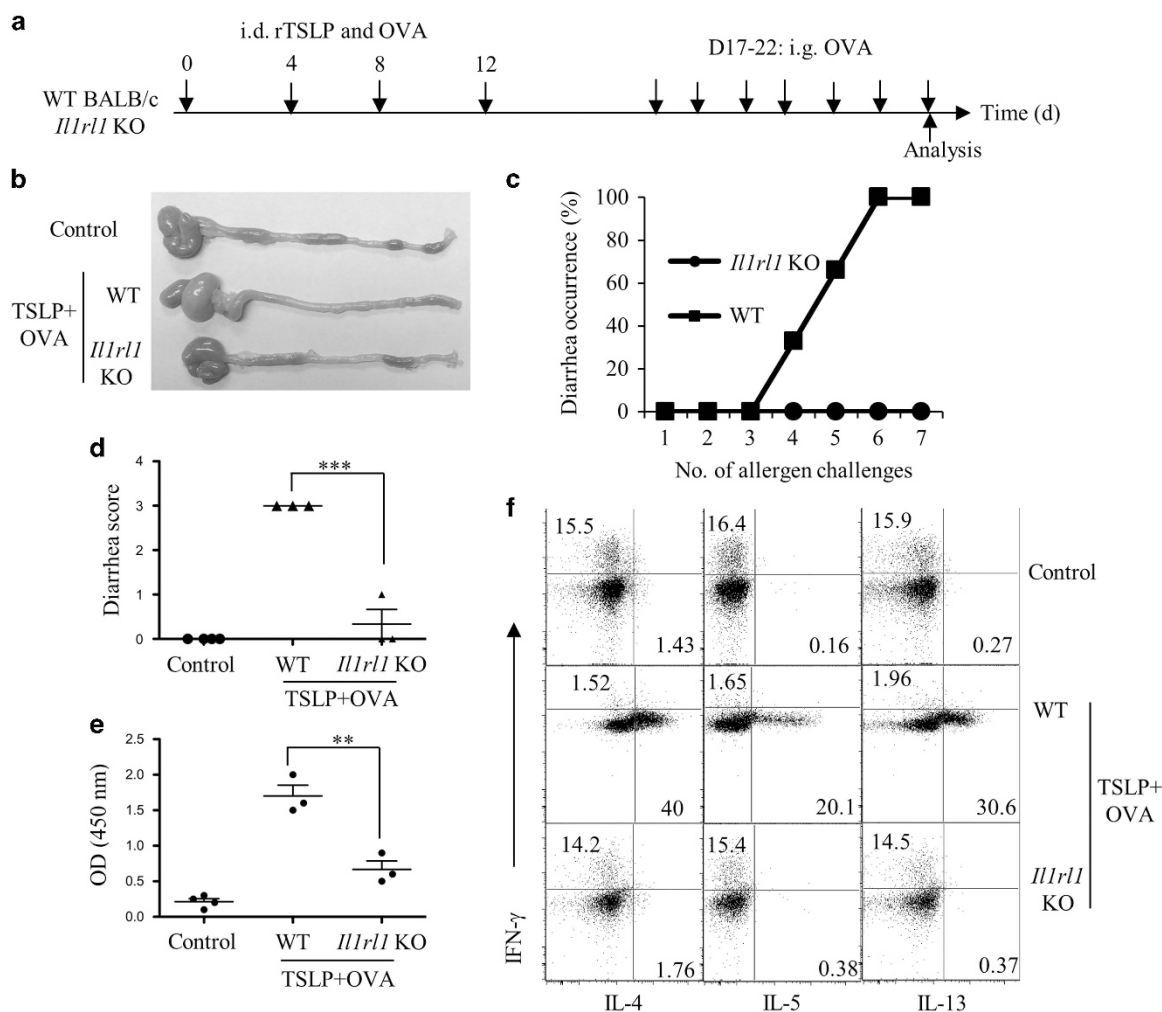 a
i.d. rTSLP and OVA
D17-22: i.g. OVA
0 4 8 12
WT BALB/c
Il1rl1 KO
Time (d)
Analysis
b
Control
TSLP+
OVA
WT
Il1rl1
KO
c
Diarrhea occurrence (%)
100
80
60
40
20
0
Il1rl1 KO
WT
1 2 3 4 5 6 7
No. of allergen challenges
d
Diarrhea score
4
3
2
1
0
***
Control WT Il1rl1 KO
TSLP+OVA
e
OD (450 nm)
2.5
2.0
1.5
1.0
0.5
0.0
**
Control WT Il1rl1 KO
TSLP+OVA
f
15.5 16.4 15.9
Control
1.43 0.16 0.27
1.52 1.65 1.96
WT
40 20.1 30.6
TSLP+
OVA
14.2 15.4 14.5
Il1rl1
KO
1.76 0.38 0.37
IFN-γ
IL-4 IL-5 IL-13